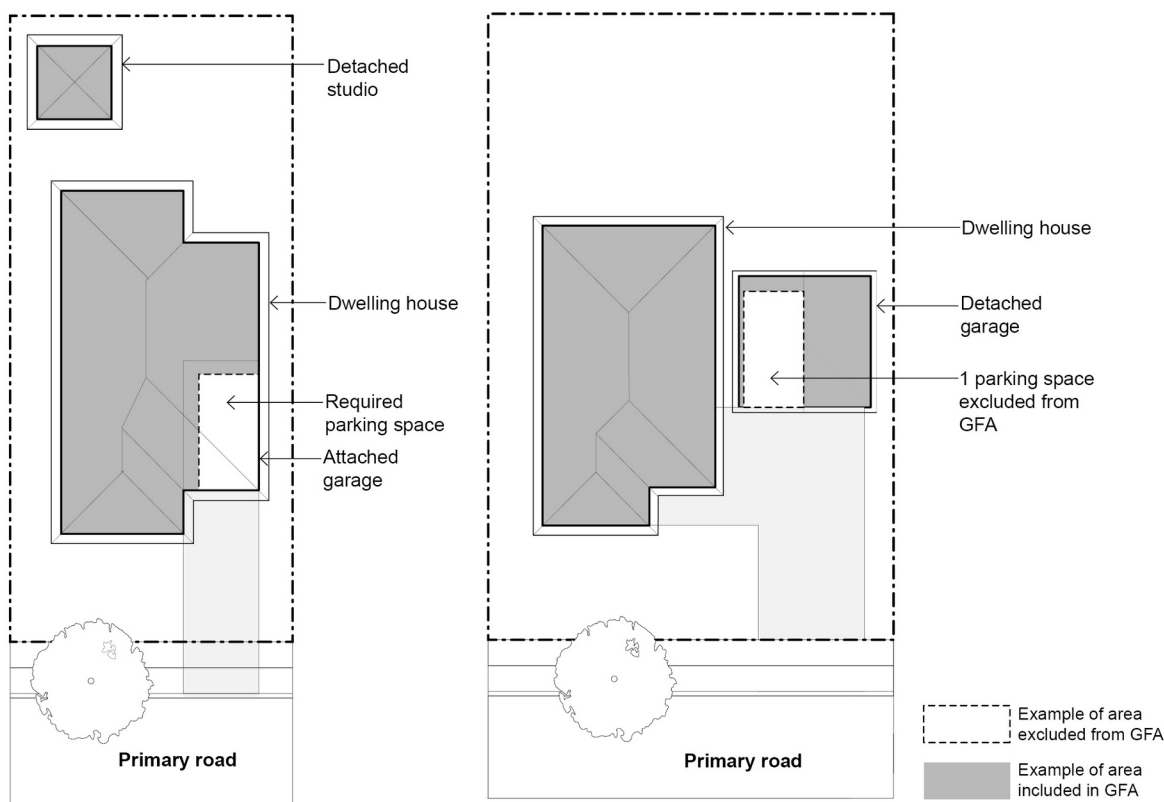 Detached
studio
Dwelling house
Required
parking space
Attached
garage
Primary road
Dwelling house
Detached
garage
1 parking space
excluded from
GFA
Primary road
Example of area
excluded from GFA
Example of area
included in GFA